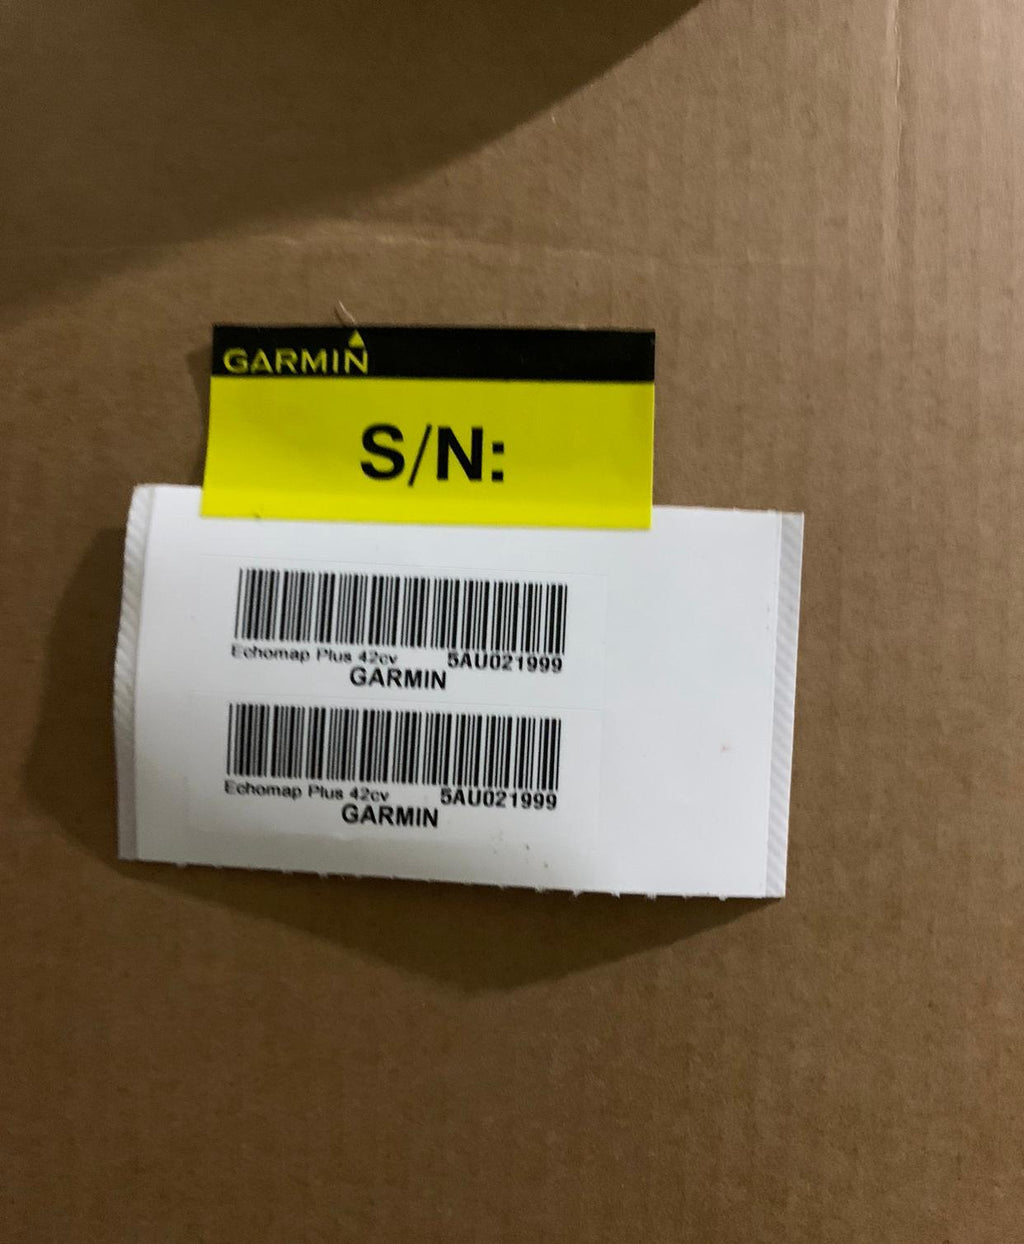 GARMIN
S/N:
Echomap Plus 42cv 5AU021999
GARMIN
Echomap Plus 42cv 5AU021999
GARMIN